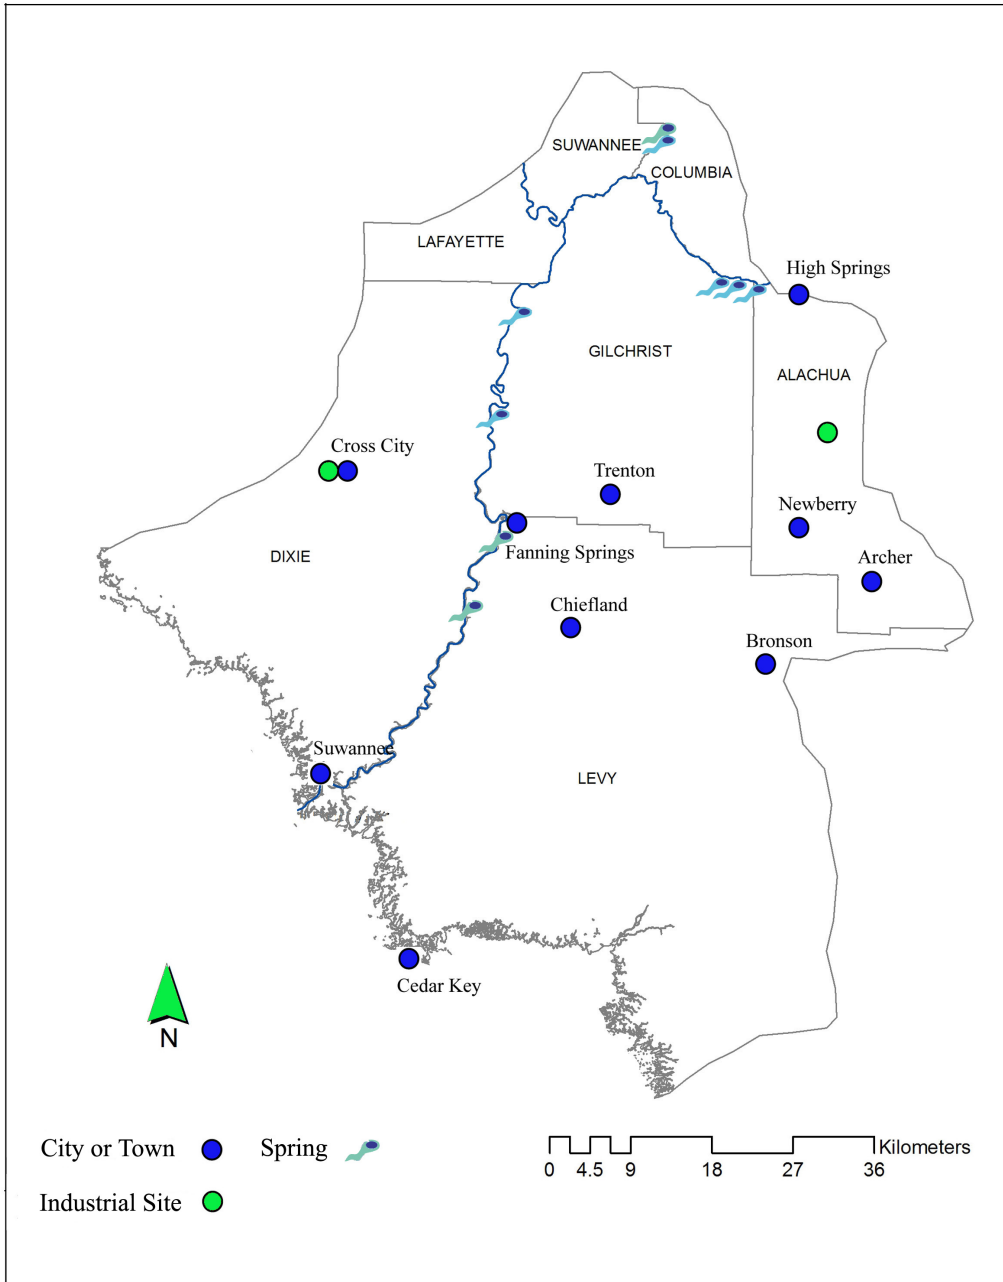 SUWANNEE
COLUMBIA
LAFAYETTE
High Springs
GILCHRIST
ALACHUA
Cross City
Trenton
Newberry
Fanning Springs
DIXIE
Archer
Chiefland
Bronson
Suwannee
LEVY
Cedar Key
N
City or Town
Spring
Kilometers
0 4.5 9 18 27 36
Industrial Site